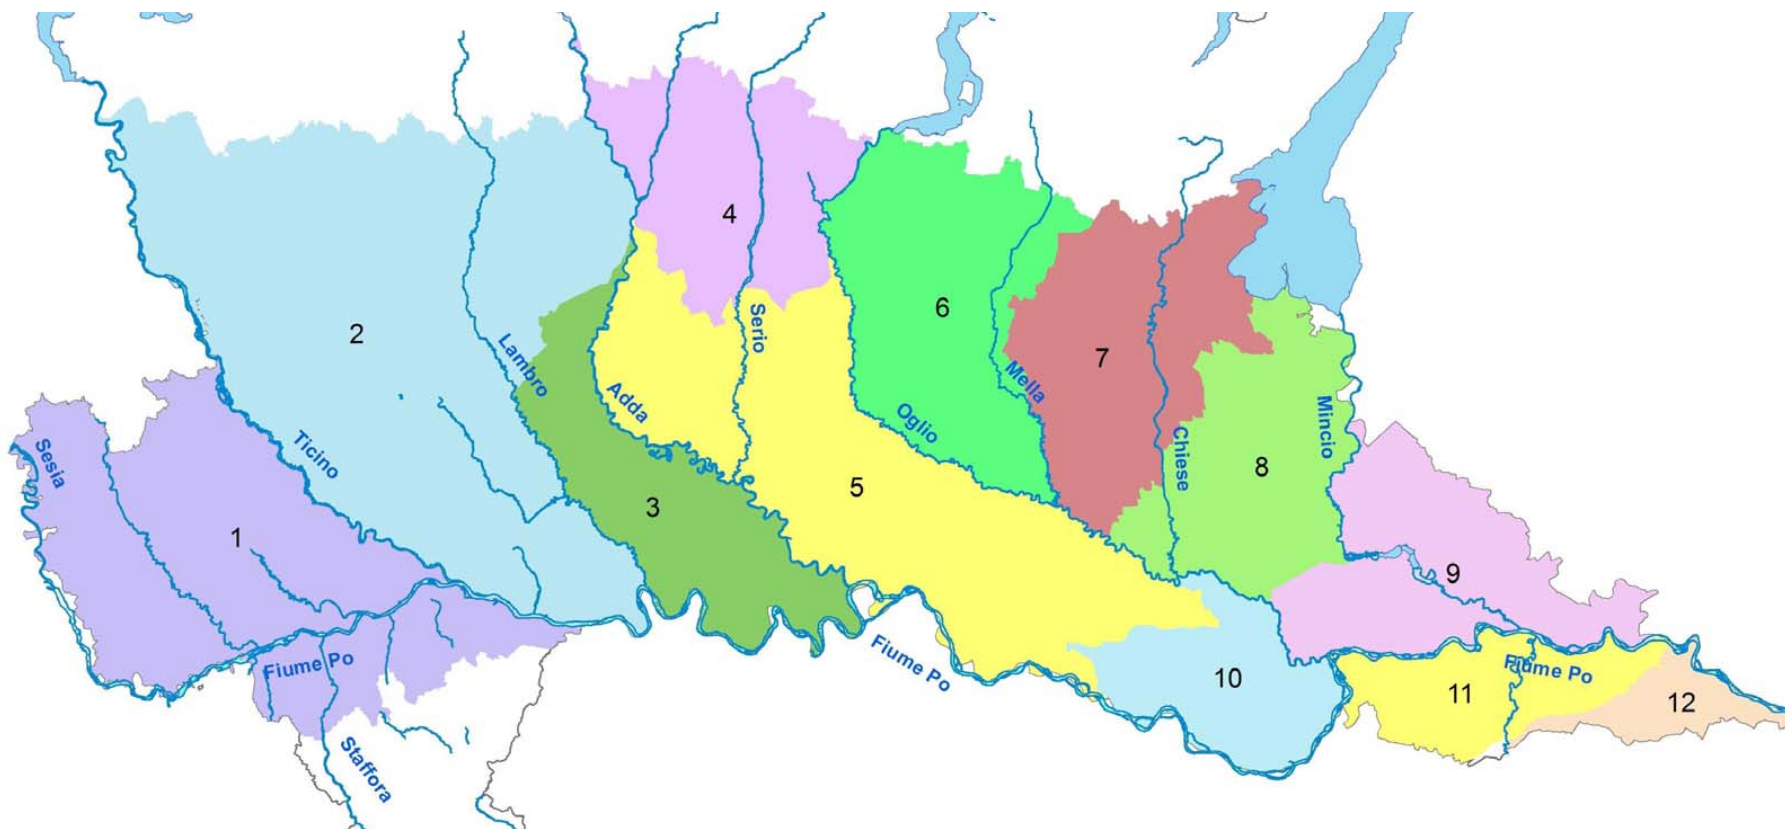 4
2
Serio
6
Lambro
7
Mella
Adda
Oglio
Mincio
Sesia
Ticino
Chiese
8
5
3
1
9
Fiume Po
Fiume Po
Fiume Po
10
11
12
Staffora